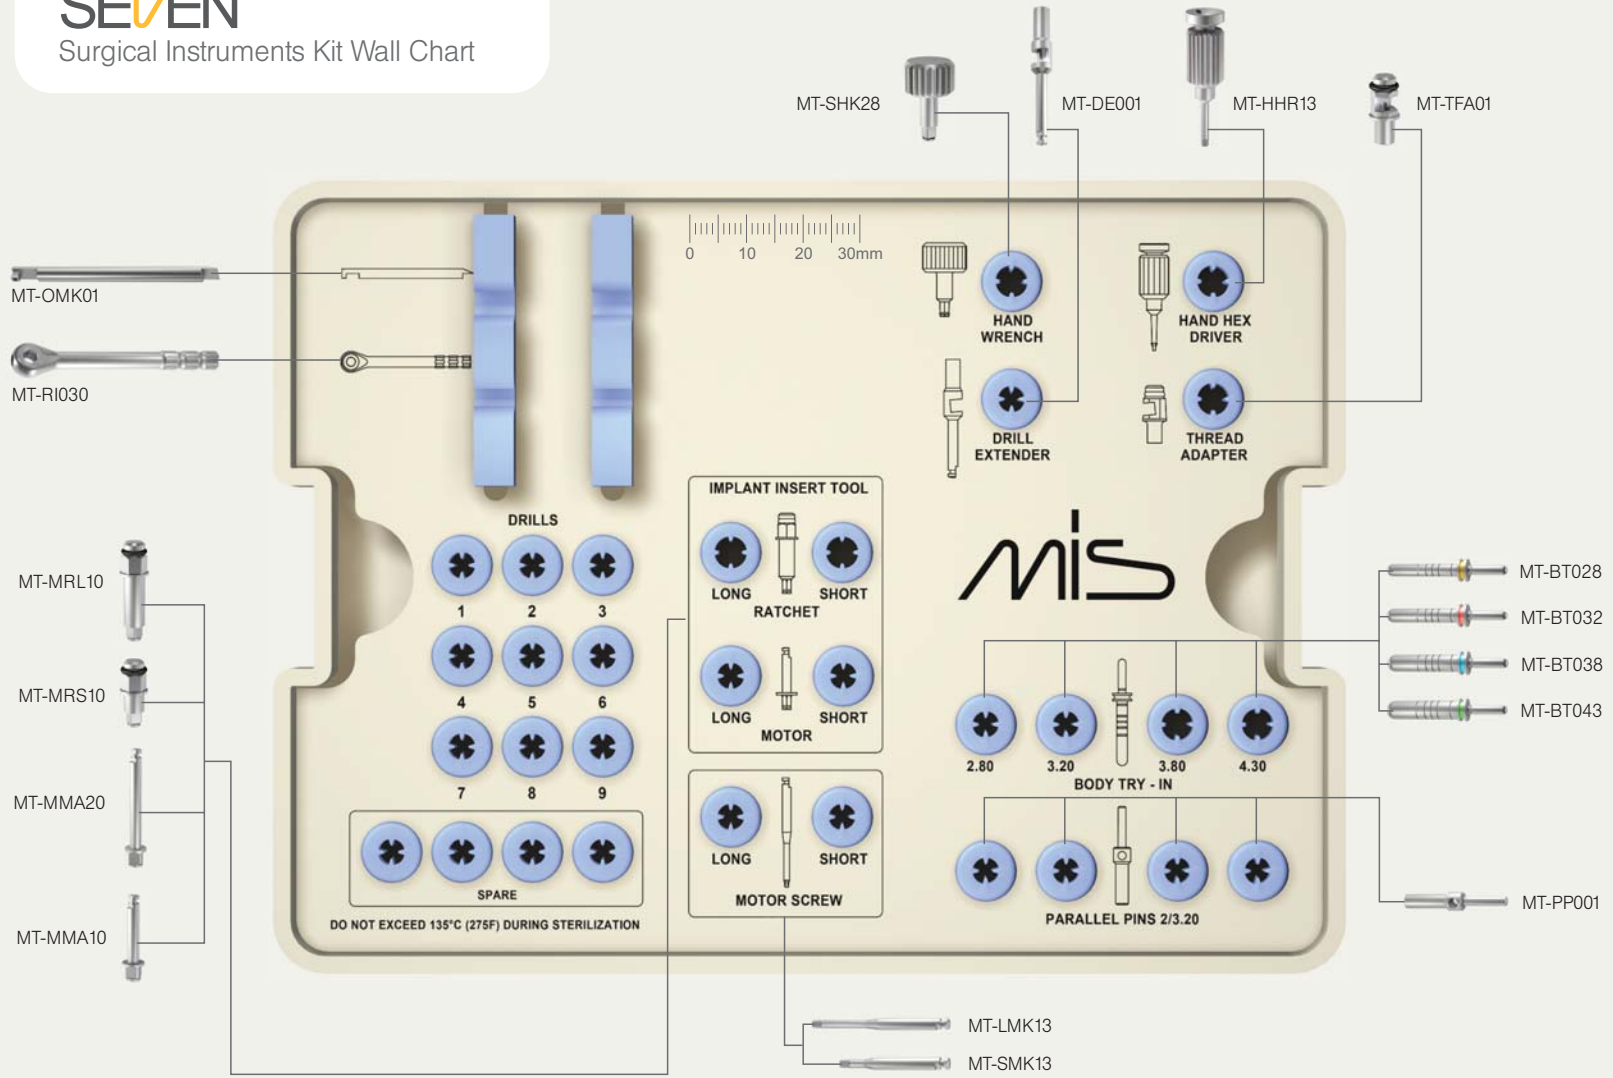 SEVEN
Surgical Instruments Kit Wall Chart
MT-SHK28
MT-DE001
MT-HHR13
MT-TFA01
MT-OMK01
MT-RI030
0 10 20 30mm
HAND
WRENCH
HAND HEX
DRIVER
DRILL
EXTENDER
THREAD
ADAPTER
DRILLS
1 2 3
4 5 6
7 8 9
SPARE
DO NOT EXCEED 135°C (275F) DURING STERILIZATION
IMPLANT INSERT TOOL
LONG SHORT
RATCHET
LONG SHORT
MOTOR
LONG SHORT
MOTOR SCREW
mis
2.80 3.20 3.80 4.30
BODY TRY - IN
PARALLEL PINS 2/3.20
MT-MRL10
MT-MRS10
MT-MMA20
MT-MMA10
MT-BT028
MT-BT032
MT-BT038
MT-BT043
MT-PP001
MT-LMK13
MT-SMK13